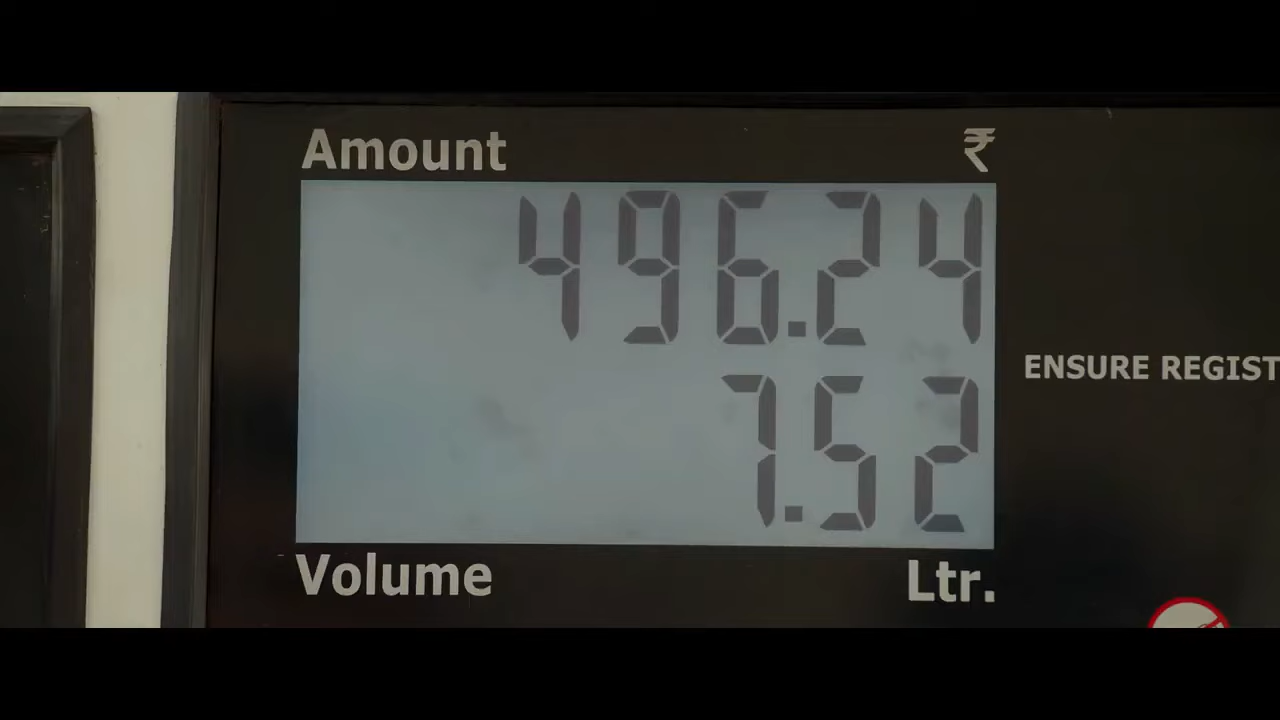 Amount ₹
496.24
7.52
Volume Ltr.
ENSURE REGIST